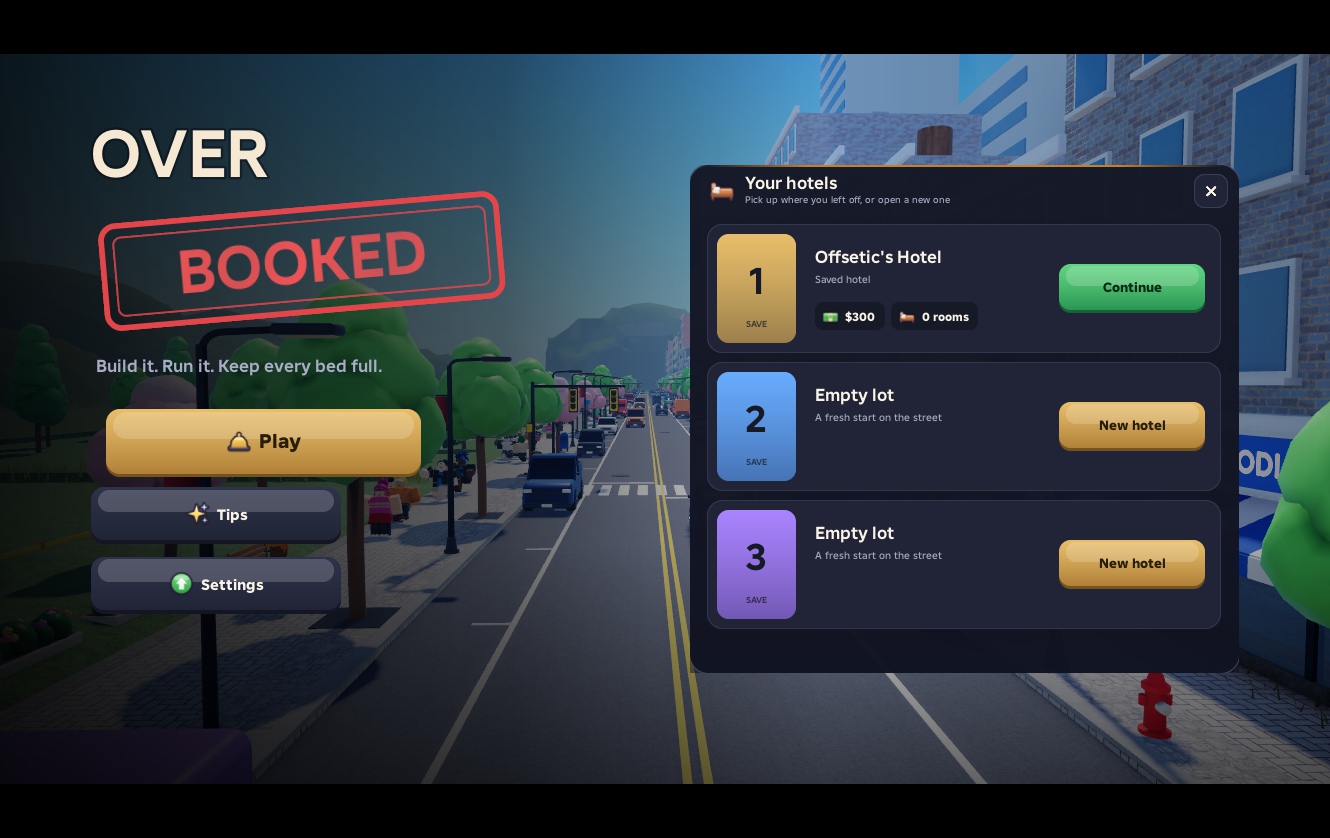 OVER
BOOKED
Build it. Run it. Keep every bed full.
Play
Tips
Settings
Your hotels
Pick up where you left off, or open a new one
1
SAVE
Offsetic's Hotel
Saved hotel
$300
0 rooms
Continue
2
SAVE
Empty lot
A fresh start on the street
New hotel
3
SAVE
Empty lot
A fresh start on the street
New hotel